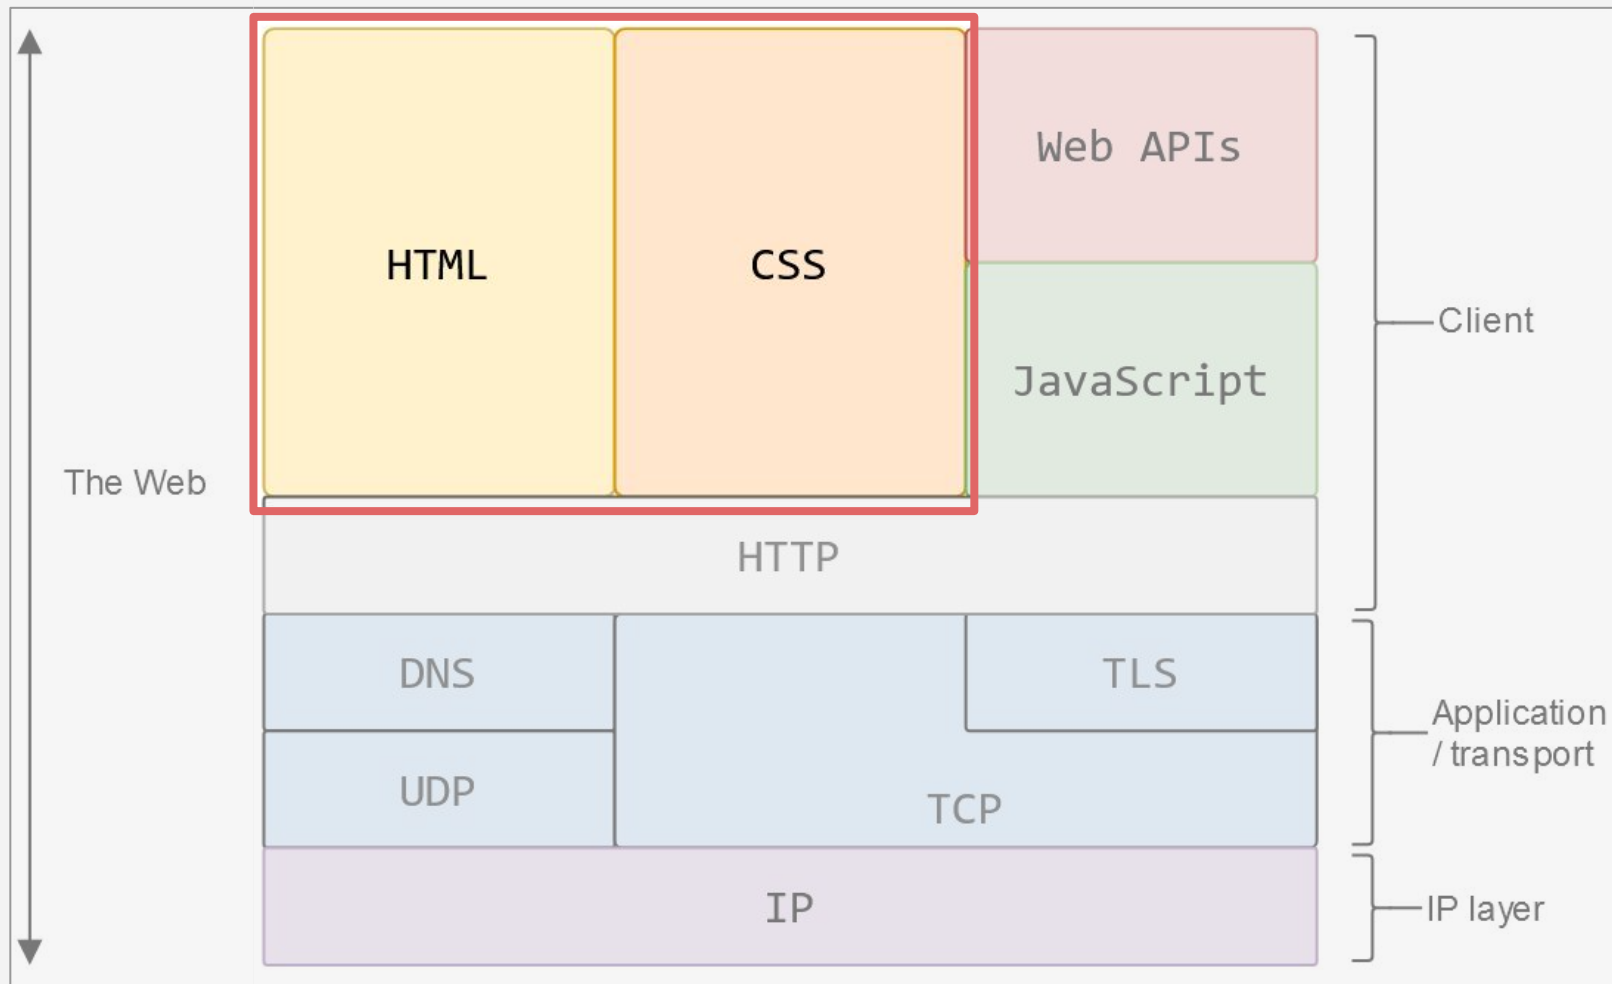 Web APIs
HTML
CSS
Client
JavaScript
The Web
HTTP
DNS
TLS
Application
/ transport
UDP
TCP
IP
IP layer